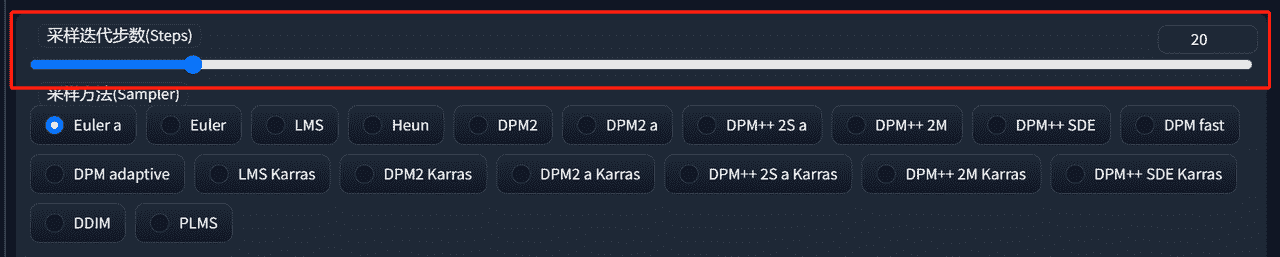 采样迭代步数(Steps)
20
采样方法(Sampler)
Euler a
Euler
LMS
Heun
DPM2
DPM2 a
DPM++ 2S a
DPM++ 2M
DPM++ SDE
DPM fast
DPM adaptive
LMS Karras
DPM2 Karras
DPM2 a Karras
DPM++ 2S a Karras
DPM++ 2M Karras
DPM++ SDE Karras
DDIM
PLMS